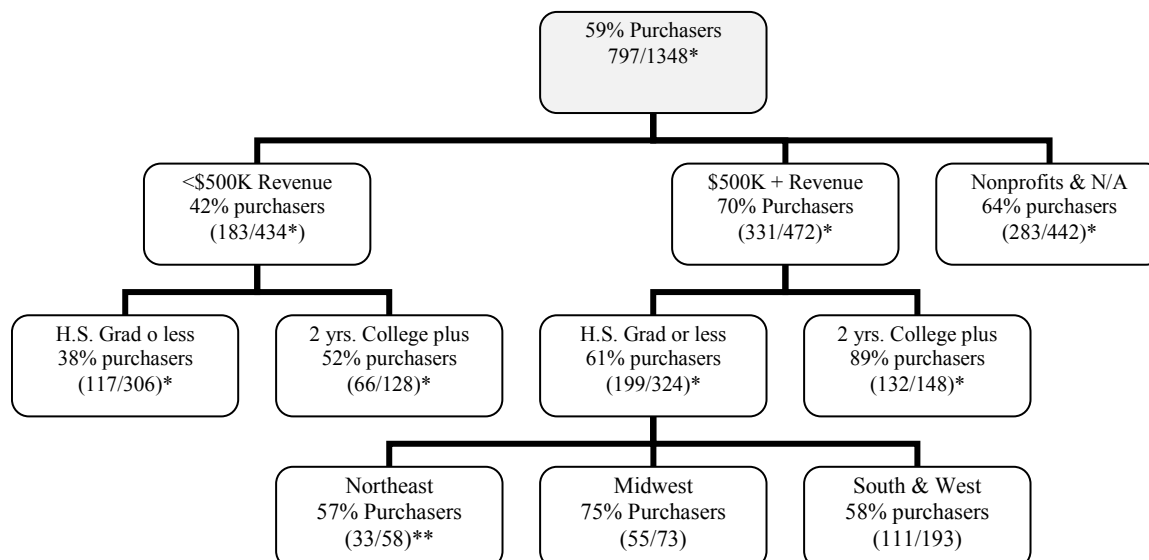 59% Purchasers
797/1348*
<$500K Revenue
42% purchasers
(183/434*)
$500K + Revenue
70% Purchasers
(331/472)*
Nonprofits & N/A
64% purchasers
(283/442)*
H.S. Grad o less
38% purchasers
(117/306)*
2 yrs. College plus
52% purchasers
(66/128)*
H.S. Grad or less
61% purchasers
(199/324)*
2 yrs. College plus
89% purchasers
(132/148)*
Northeast
57% Purchasers
(33/58)**
Midwest
75% Purchasers
(55/73)
South & West
58% purchasers
(111/193)